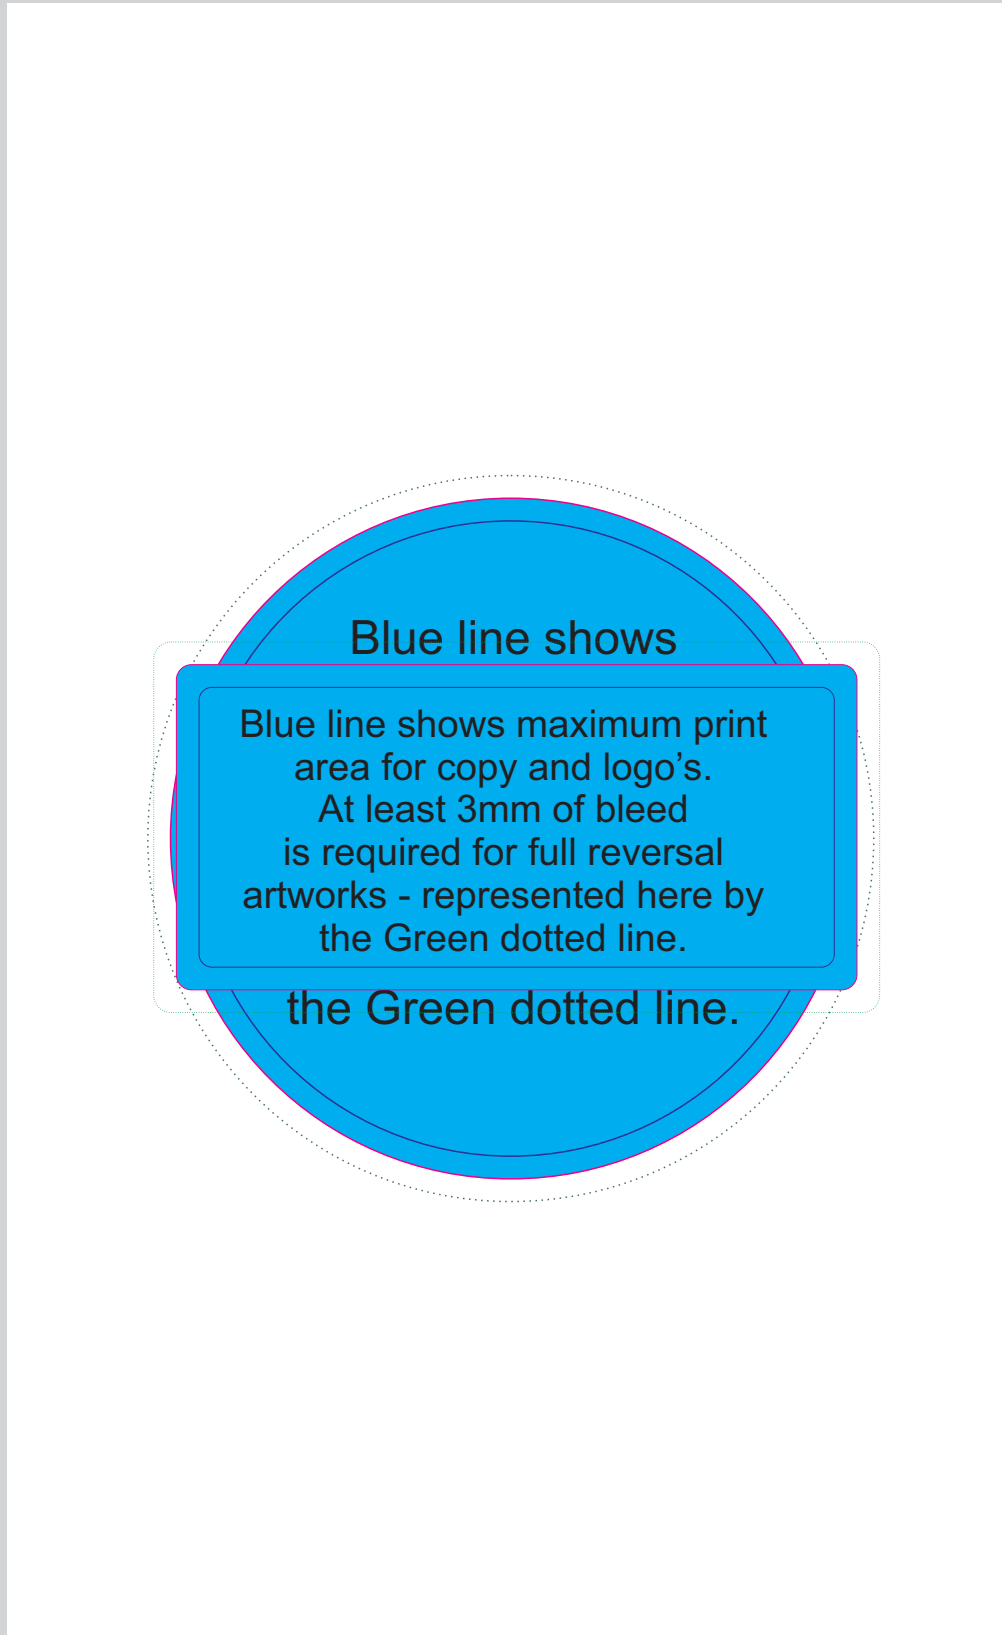 Blue line shows
Blue line shows maximum print
area for copy and logo’s.
At least 3mm of bleed
is required for full reversal
artworks - represented here by
the Green dotted line.
the Green dotted line.